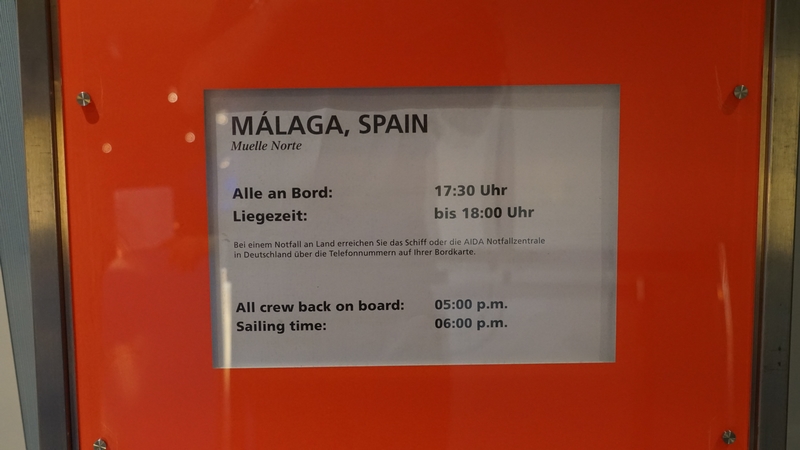 MÁLAGA, SPAIN
Muelle Norte
Alle an Bord: 17:30 Uhr
Liegezeit: bis 18:00 Uhr
Bei einem Notfall an Land erreichen Sie das Schiff oder die AIDA Notfallzentrale
in Deutschland über die Telefonnummern auf Ihrer Bordkarte.
All crew back on board: 05:00 p.m.
Sailing time: 06:00 p.m.